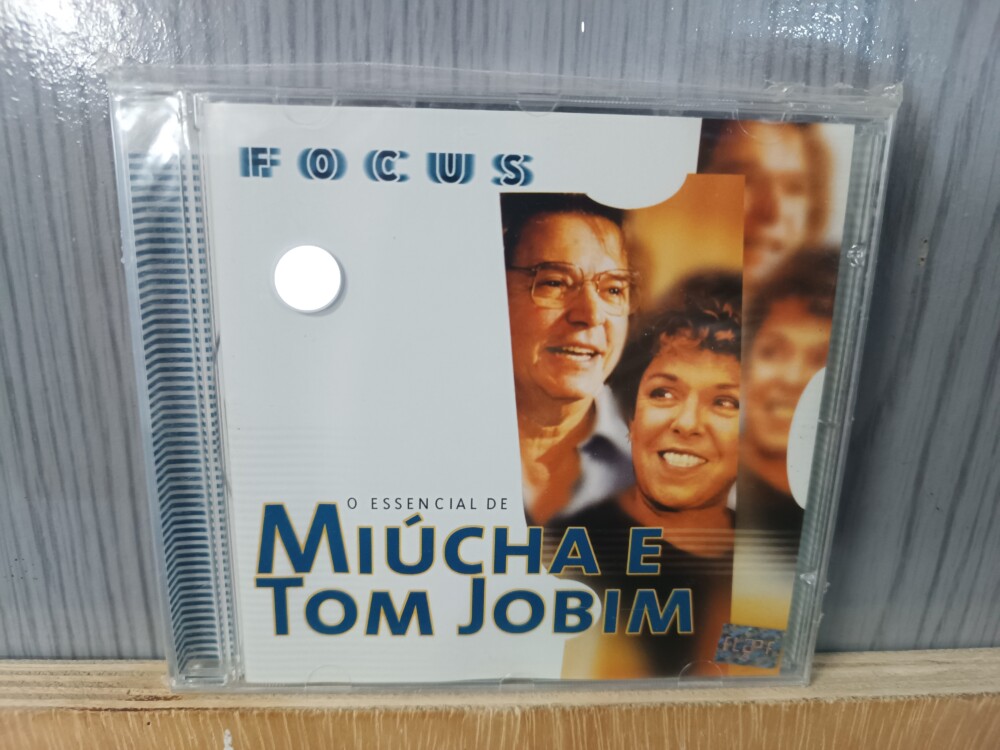 FOCUS
O ESSENCIAL DE
MIÚCHA E
TOM JOBIM